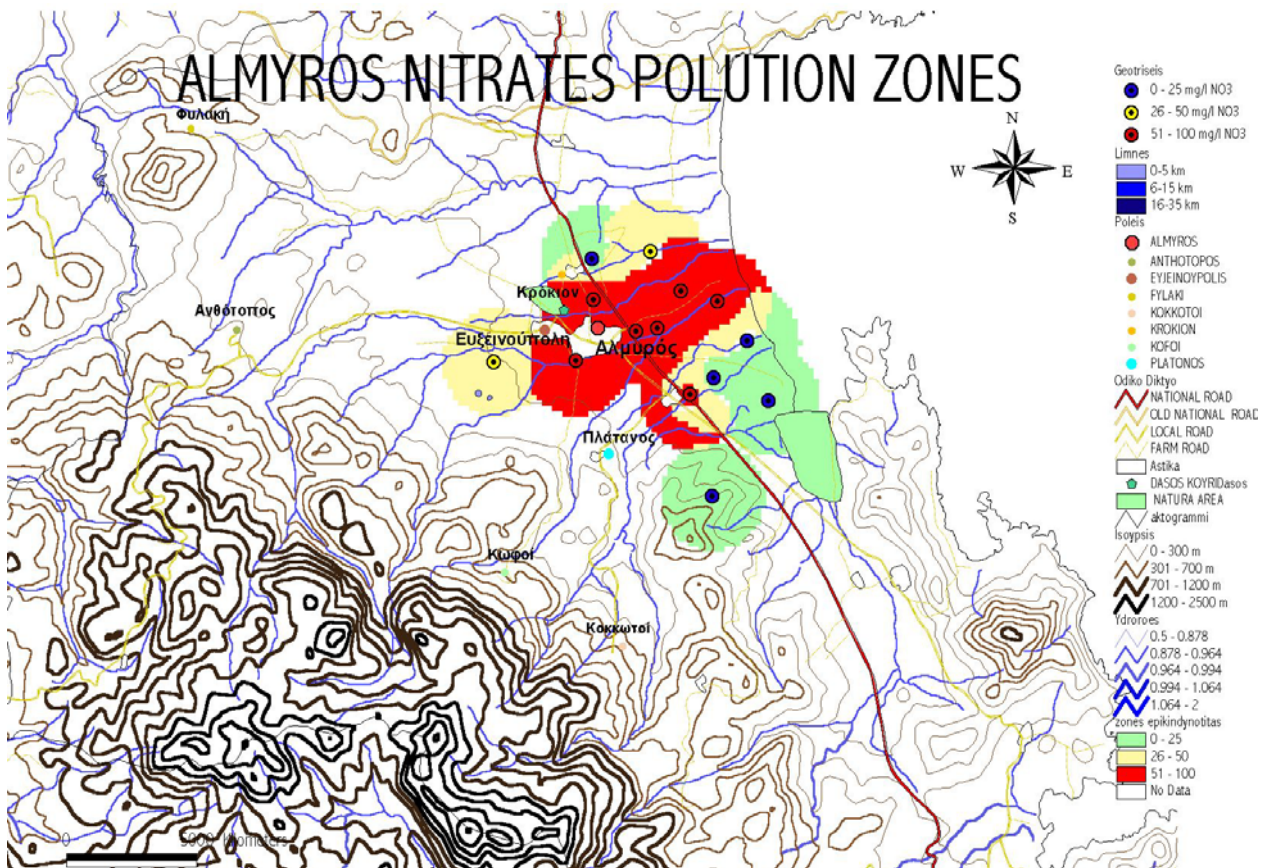 ALMYROS NITRATES POLUTION ZONES
Φυλακή
N
W E
S
Κρόκιον
Ανθότοπος
Ευξεινούπολη
Αλμυρός
Πλάτανος
Κωφοί
Κοκκωτοί
0 5000 Kilometers
Geotriseis
0 - 25 mg/l NO3
26 - 50 mg/l NO3
51 - 100 mg/l NO3
Limnes
0-5 km
6-15 km
16-35 km
Poleis
ALMYROS
ANTHOTOPOS
EYJEINOYPOLIS
FYLAKI
KOKKOTOI
KROKION
KOFOI
PLATONOS
Odiko Diktyo
NATIONAL ROAD
OLD NATIONAL ROAD
LOCAL ROAD
FARM ROAD
Astika
DASOS KOYRIDasos
NATURA AREA
aktogrammi
Isoypsis
0 - 300 m
301 - 700 m
701 - 1200 m
1200 - 2500 m
Ydroroes
0.5 - 0.878
0.878 - 0.964
0.964 - 0.994
0.994 - 1.064
1.064 - 2
zones epikindynotitas
0 - 25
26 - 50
51 - 100
No Data